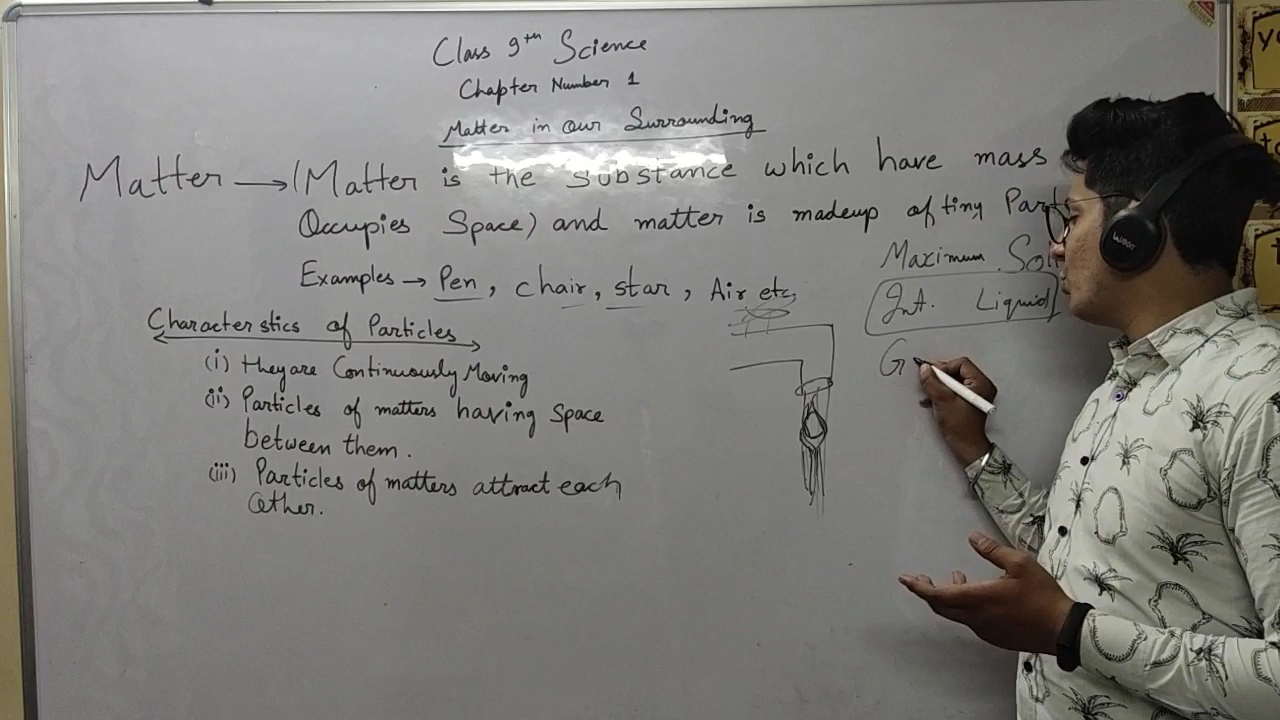 Class 9th Science
Chapter Number 1
Matter in our Surrounding
Matter → (Matter is the substance which have mass
Occupies Space) and matter is madeup of tiny Part
Maximum Soli
Examples → Pen, chair, star, Air etc,
Int. Liquid
G
Characterstics of Particles
(i) they are Continuously Moving
(ii) Particles of matters having space
between them.
(iii) Particles of matters attract each
Other.